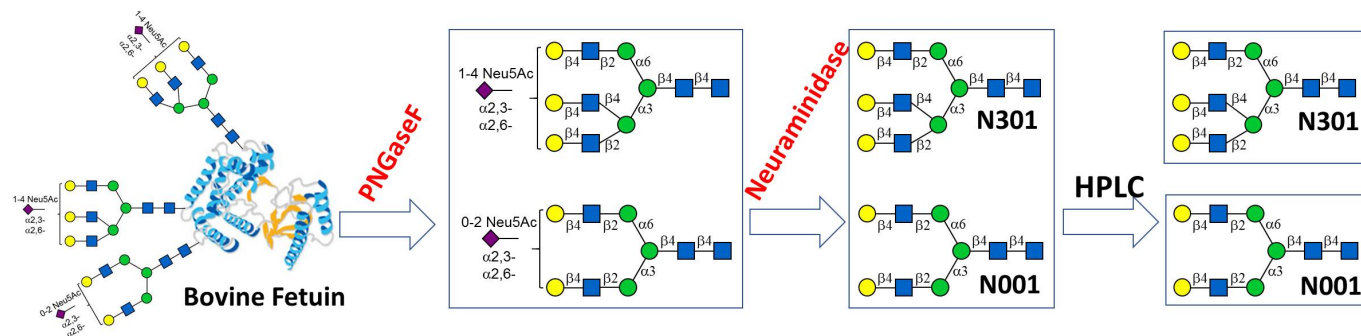 1-4 Neu5Ac
α2,3-
α2,6-
1-4 Neu5Ac
α2,3-
α2,6-
0-2 Neu5Ac
α2,3-
α2,6-
Bovine Fetuin
PNGaseF
β4 β2 α6
1-4 Neu5Ac
β4 β4
α2,3-
α2,6-
β4 β4
α3
β4 β2
0-2 Neu5Ac
β4 β2 α6
β4 β4
α2,3-
α2,6-
α3
β4 β2
Neuraminidase
β4 β2 α6
β4 β4
β4 β4
α3
β4 β2
N301
β4 β2 α6
β4 β4
α3
β4 β2
N001
HPLC
β4 β2 α6
β4 β4
β4 β4
α3
β4 β2
N301
β4 β2 α6
β4 β4
α3
β4 β2
N001